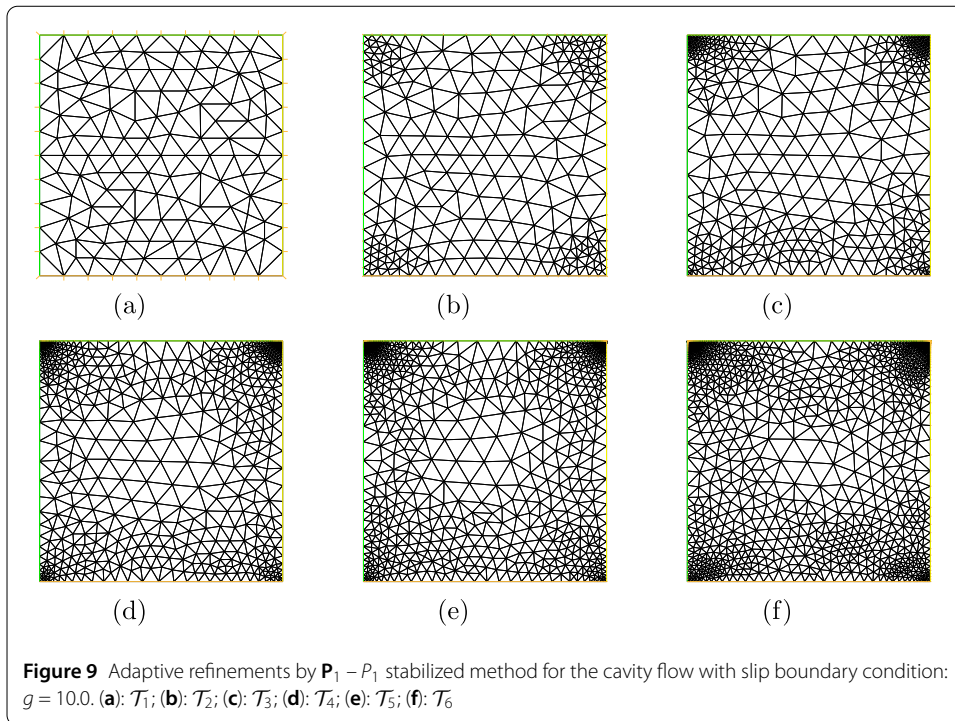 (a) (b) (c)
(d) (e) (f)
Figure 9 Adaptive refinements by P₁ – P₁ stabilized method for the cavity flow with slip boundary condition:
g = 10.0. (a): 𝒯₁; (b): 𝒯₂; (c): 𝒯₃; (d): 𝒯₄; (e): 𝒯₅; (f): 𝒯₆